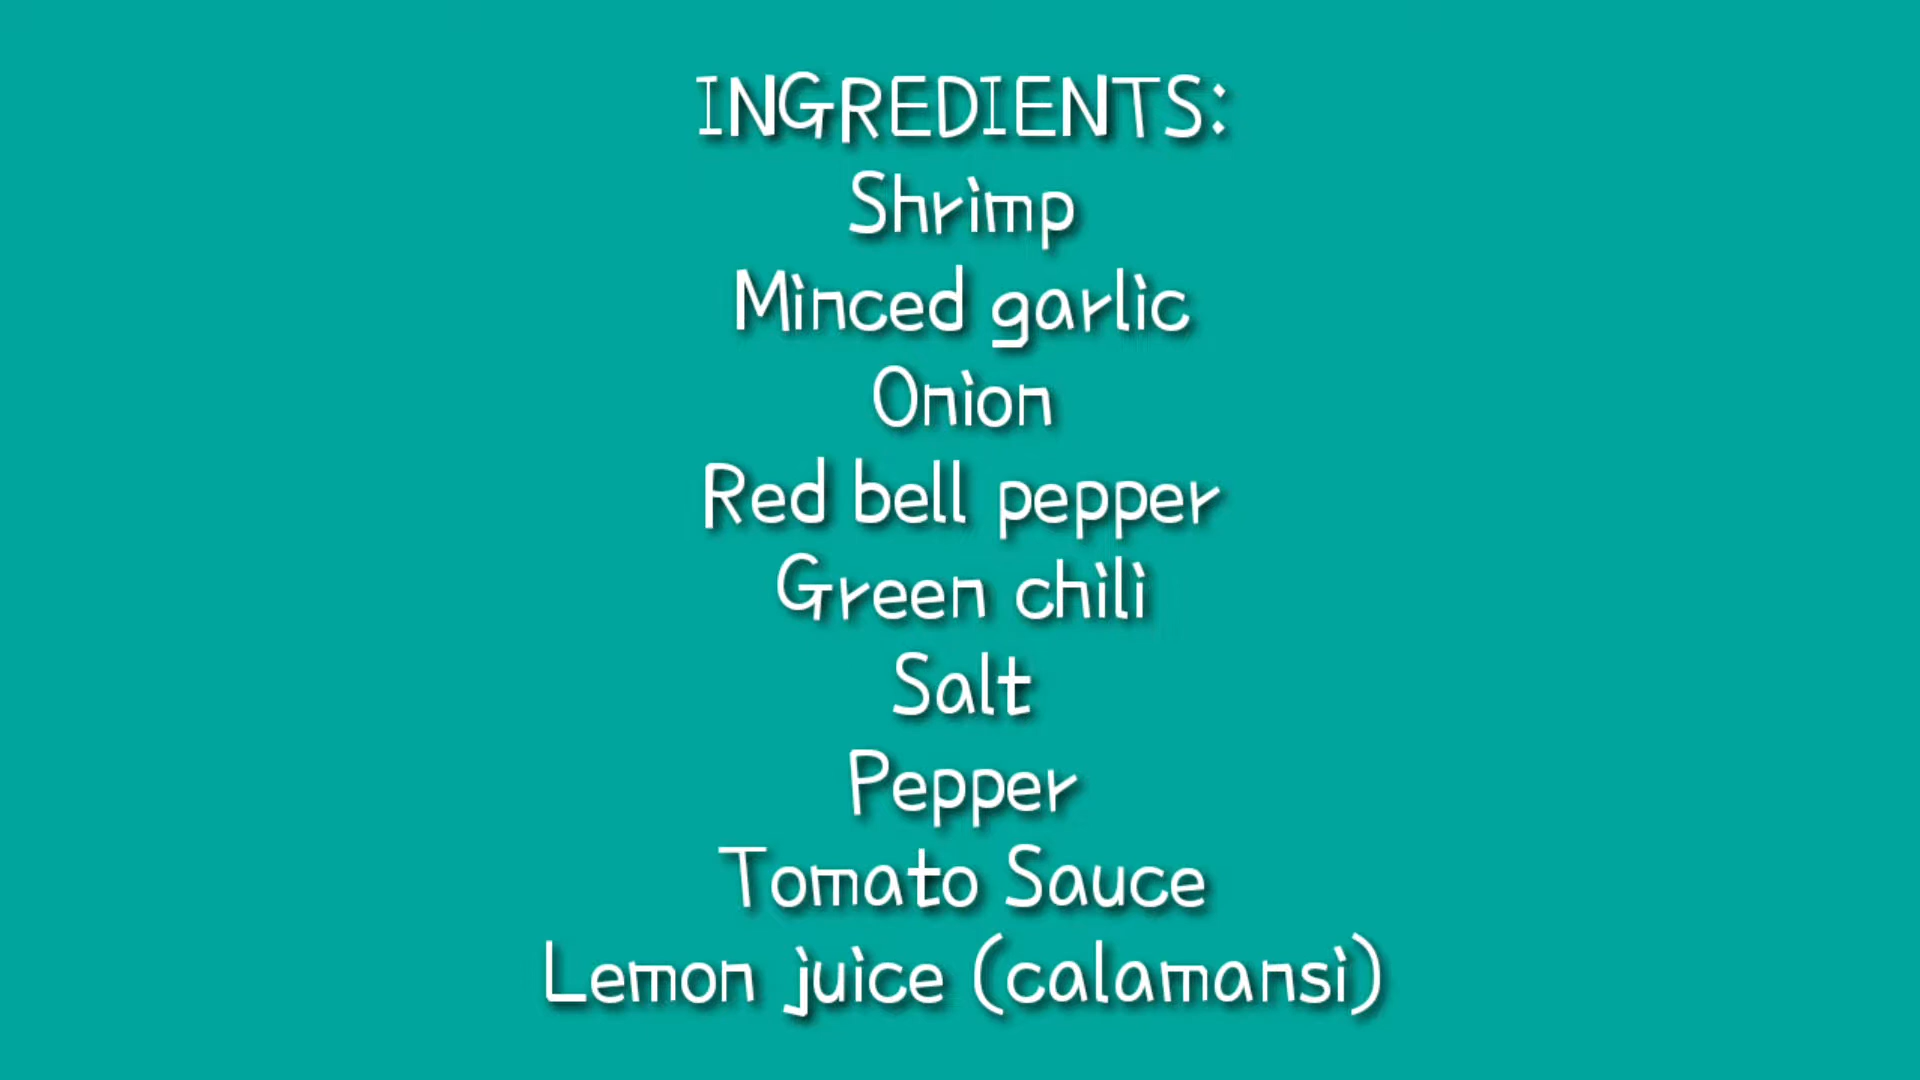 INGREDIENTS:
Shrimp
Minced garlic
Onion
Red bell pepper
Green chili
Salt
Pepper
Tomato Sauce
Lemon juice (calamansi)